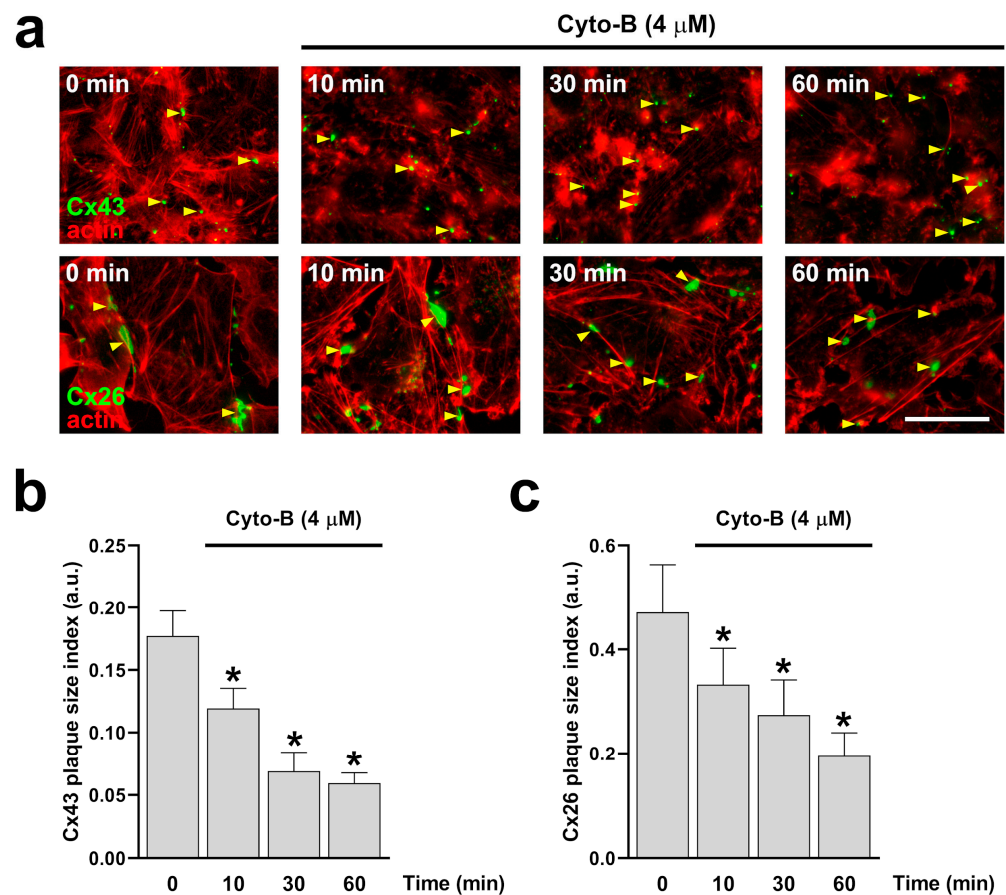 a
Cyto-B (4 μM)
0 min
10 min
30 min
60 min
Cx43
actin
0 min
10 min
30 min
60 min
Cx26
actin
b
Cyto-B (4 μM)
Cx43 plaque size index (a.u.)
0.25
0.20
0.15
0.10
0.05
0.00
*
*
*
0 10 30 60 Time (min)
c
Cyto-B (4 μM)
Cx26 plaque size index (a.u.)
0.6
0.4
0.2
0.0
*
*
*
0 10 30 60 Time (min)